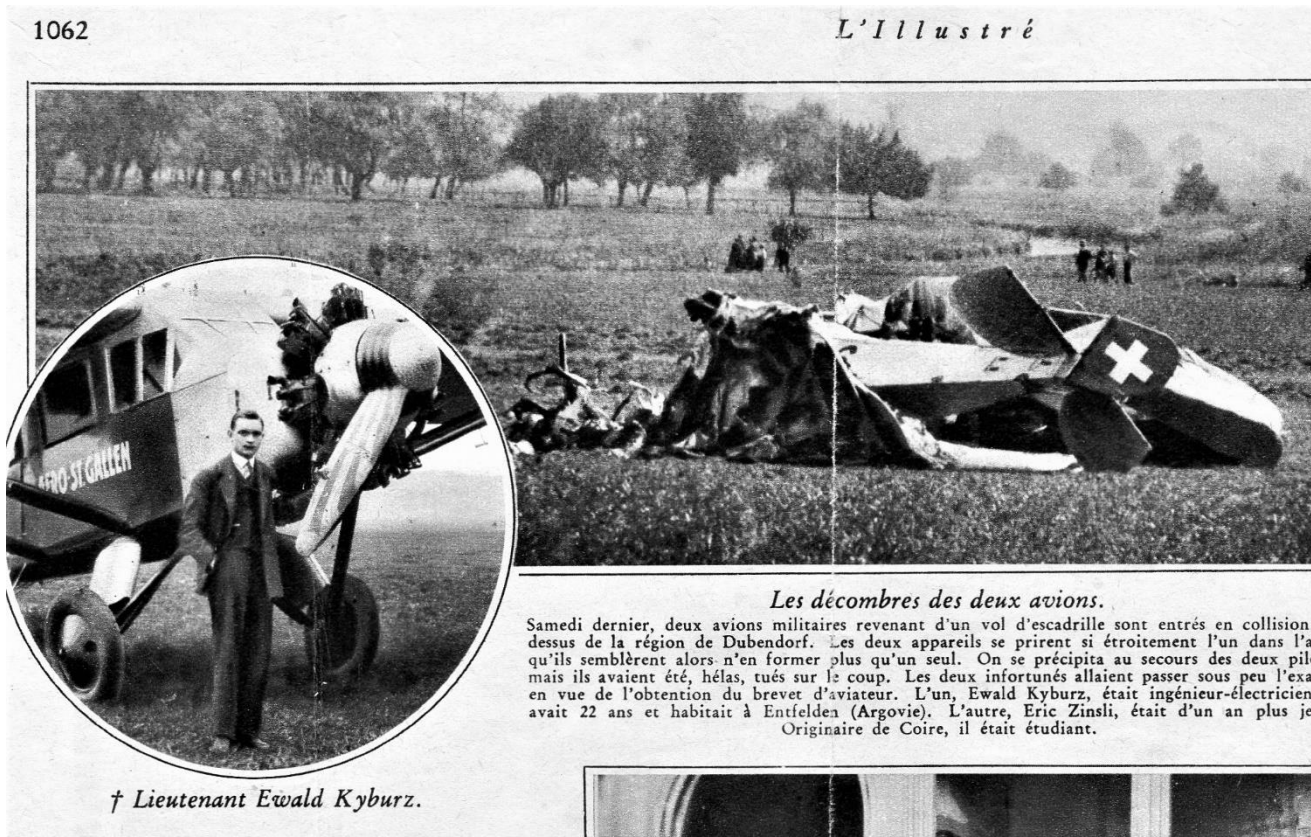 1062
L'Illustré
AERO-ST GALLEN
Les décombres des deux avions.
Samedi dernier, deux avions militaires revenant d'un vol d'escadrille sont entrés en collision
dessus de la région de Dubendorf. Les deux appareils se prirent si étroitement l'un dans l'a
qu'ils semblèrent alors n'en former plus qu'un seul. On se précipita au secours des deux pil
mais ils avaient été, hélas, tués sur le coup. Les deux infortunés allaient passer sous peu l'exa
en vue de l'obtention du brevet d'aviateur. L'un, Ewald Kyburz, était ingénieur-électricien
avait 22 ans et habitait à Entfelden (Argovie). L'autre, Eric Zinsli, était d'un an plus je
Originaire de Coire, il était étudiant.
† Lieutenant Ewald Kyburz.